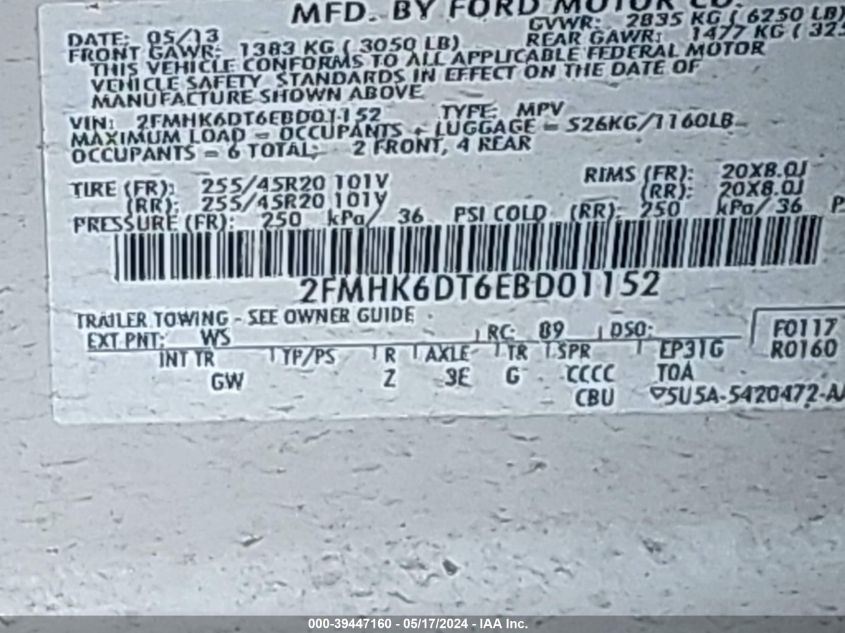 MFD. BY FORD MOTOR CO.
DATE: 05/13 GVWR: 2835 KG ( 6250 LB)
FRONT GAWR: 1383 KG ( 3050 LB) REAR GAWR: 1477 KG ( 325
THIS VEHICLE CONFORMS TO ALL APPLICABLE FEDERAL MOTOR
VEHICLE SAFETY STANDARDS IN EFFECT ON THE DATE OF
MANUFACTURE SHOWN ABOVE
VIN: 2FMHK6DT6EBD01152 TYPE: MPV
MAXIMUM LOAD = OCCUPANTS + LUGGAGE = 526KG/1160LB
OCCUPANTS = 6 TOTAL; 2 FRONT, 4 REAR
TIRE (FR): 255/45R20 101V RIMS (FR): 20X8.0J
(RR): 255/45R20 101V (RR): 20X8.0J
PRESSURE (FR): 250 kPa/ 36 PSI COLD (RR): 250 kPa/ 36 P
2FMHK6DT6EBD01152
TRAILER TOWING - SEE OWNER GUIDE
EXT PNT: WS RC: 89 DSO: F0117
INT TR TP/PS R AXLE TR SPR EP31G R0160
GW Z 3E G CCCC T0A
CBU 5U5A-5420472-A
000-39447160 - 05/17/2024 - IAA Inc.